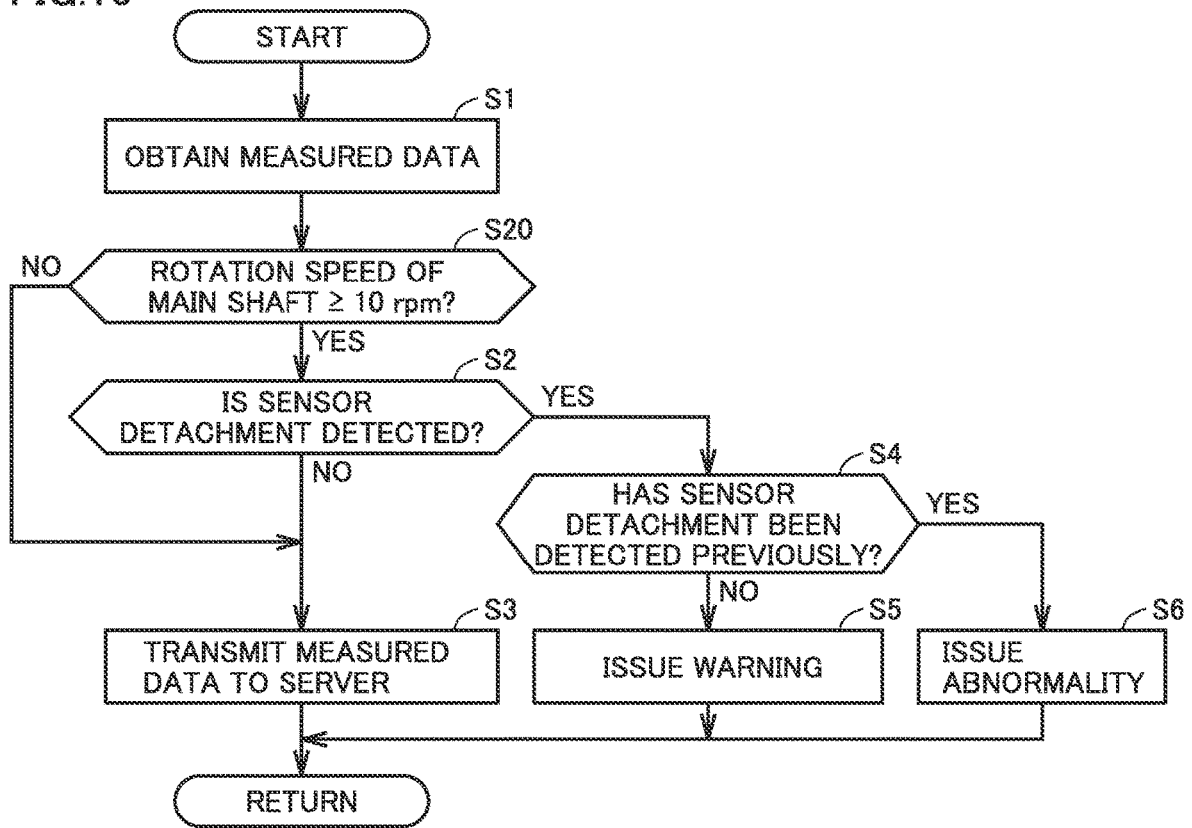 START
S1
OBTAIN MEASURED DATA
S20
NO
ROTATION SPEED OF
MAIN SHAFT ≥ 10 rpm?
YES
S2
IS SENSOR
DETACHMENT DETECTED?
YES
NO
S4
HAS SENSOR
DETACHMENT BEEN
DETECTED PREVIOUSLY?
YES
NO
S3
TRANSMIT MEASURED
DATA TO SERVER
S5
ISSUE WARNING
S6
ISSUE
ABNORMALITY
RETURN